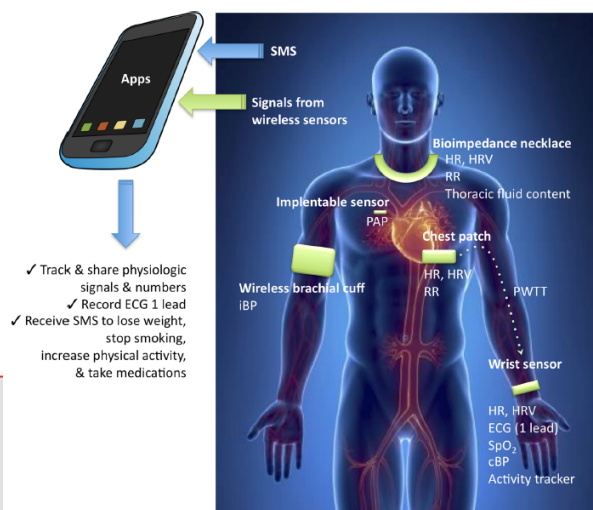 Apps
SMS
Signals from
wireless sensors
✓ Track & share physiologic
signals & numbers
✓ Record ECG 1 lead
✓ Receive SMS to lose weight,
stop smoking,
increase physical activity,
& take medications
Bioimpedance necklace
HR, HRV
RR
Thoracic fluid content
Implentable sensor
PAP
Chest patch
HR, HRV
RR
Wireless brachial cuff
iBP
PWTT
Wrist sensor
HR, HRV
ECG (1 lead)
SpO₂
cBP
Activity tracker